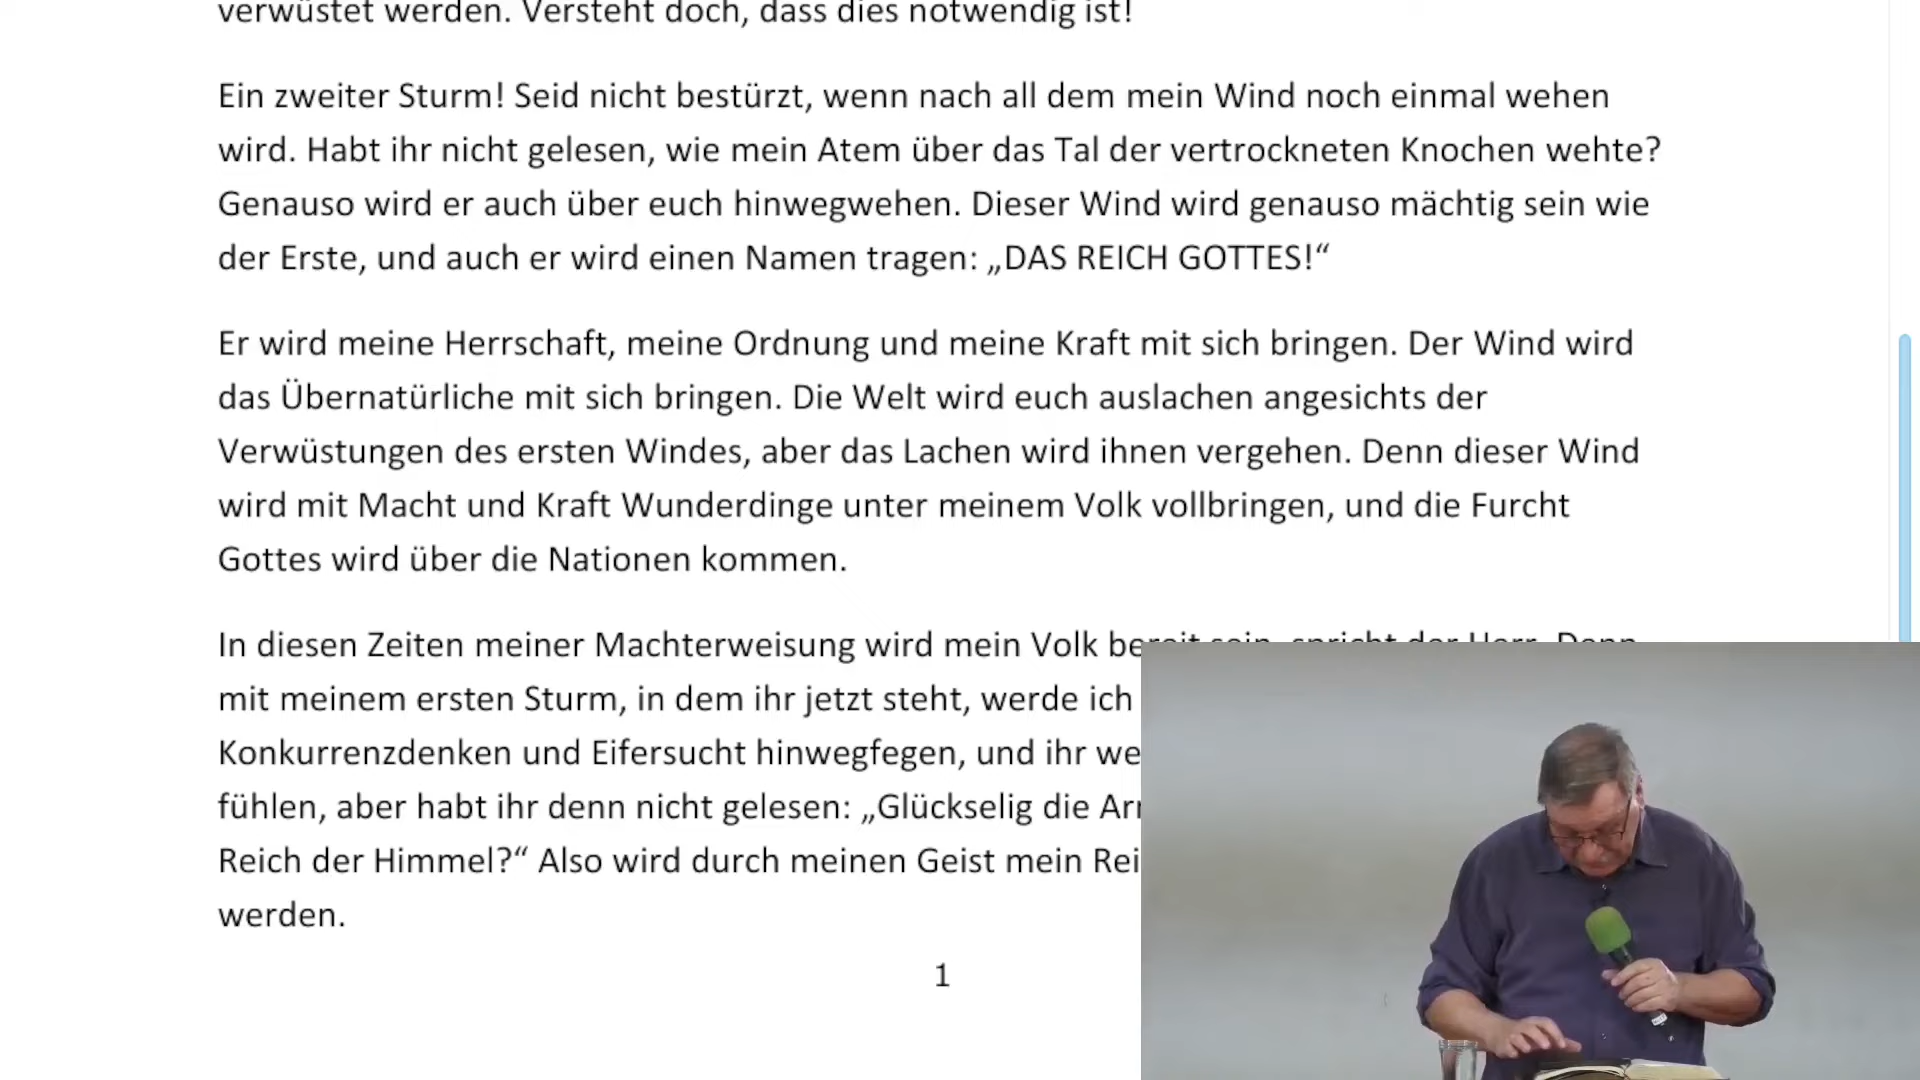 verwüstet werden. Versteht doch, dass dies notwendig ist!
Ein zweiter Sturm! Seid nicht bestürzt, wenn nach all dem mein Wind noch einmal wehen
wird. Habt ihr nicht gelesen, wie mein Atem über das Tal der vertrockneten Knochen wehte?
Genauso wird er auch über euch hinwegwehen. Dieser Wind wird genauso mächtig sein wie
der Erste, und auch er wird einen Namen tragen: „DAS REICH GOTTES!“
Er wird meine Herrschaft, meine Ordnung und meine Kraft mit sich bringen. Der Wind wird
das Übernatürliche mit sich bringen. Die Welt wird euch auslachen angesichts der
Verwüstungen des ersten Windes, aber das Lachen wird ihnen vergehen. Denn dieser Wind
wird mit Macht und Kraft Wunderdinge unter meinem Volk vollbringen, und die Furcht
Gottes wird über die Nationen kommen.
In diesen Zeiten meiner Machterweisung wird mein Volk bereit sein, spricht der Herr. Denn
mit meinem ersten Sturm, in dem ihr jetzt steht, werde ich
Konkurrenzdenken und Eifersucht hinwegfegen, und ihr
fühlen, aber habt ihr denn nicht gelesen: „Glückselig die
Reich der Himmel?“ Also wird durch meinen Geist mein
werden.
1